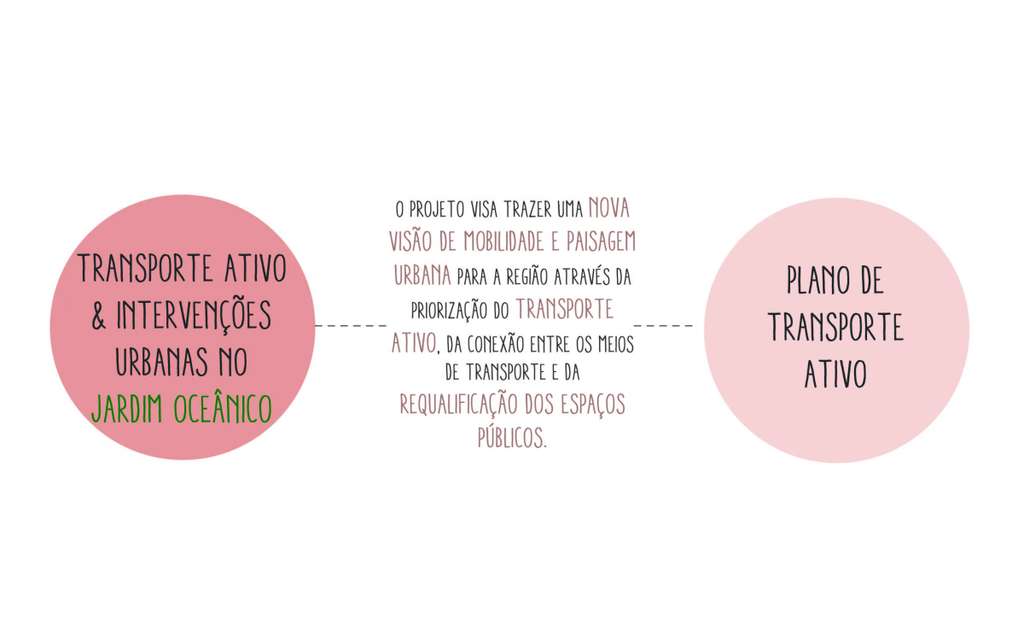 TRANSPORTE ATIVO
& INTERVENÇÕES
URBANAS NO
JARDIM OCEÂNICO
O PROJETO VISA TRAZER UMA NOVA
VISÃO DE MOBILIDADE E PAISAGEM
URBANA PARA A REGIÃO ATRAVÉS DA
PRIORIZAÇÃO DO TRANSPORTE
ATIVO, DA CONEXÃO ENTRE OS MEIOS
DE TRANSPORTE E DA
REQUALIFICAÇÃO DOS ESPAÇOS
PÚBLICOS.
PLANO DE
TRANSPORTE
ATIVO